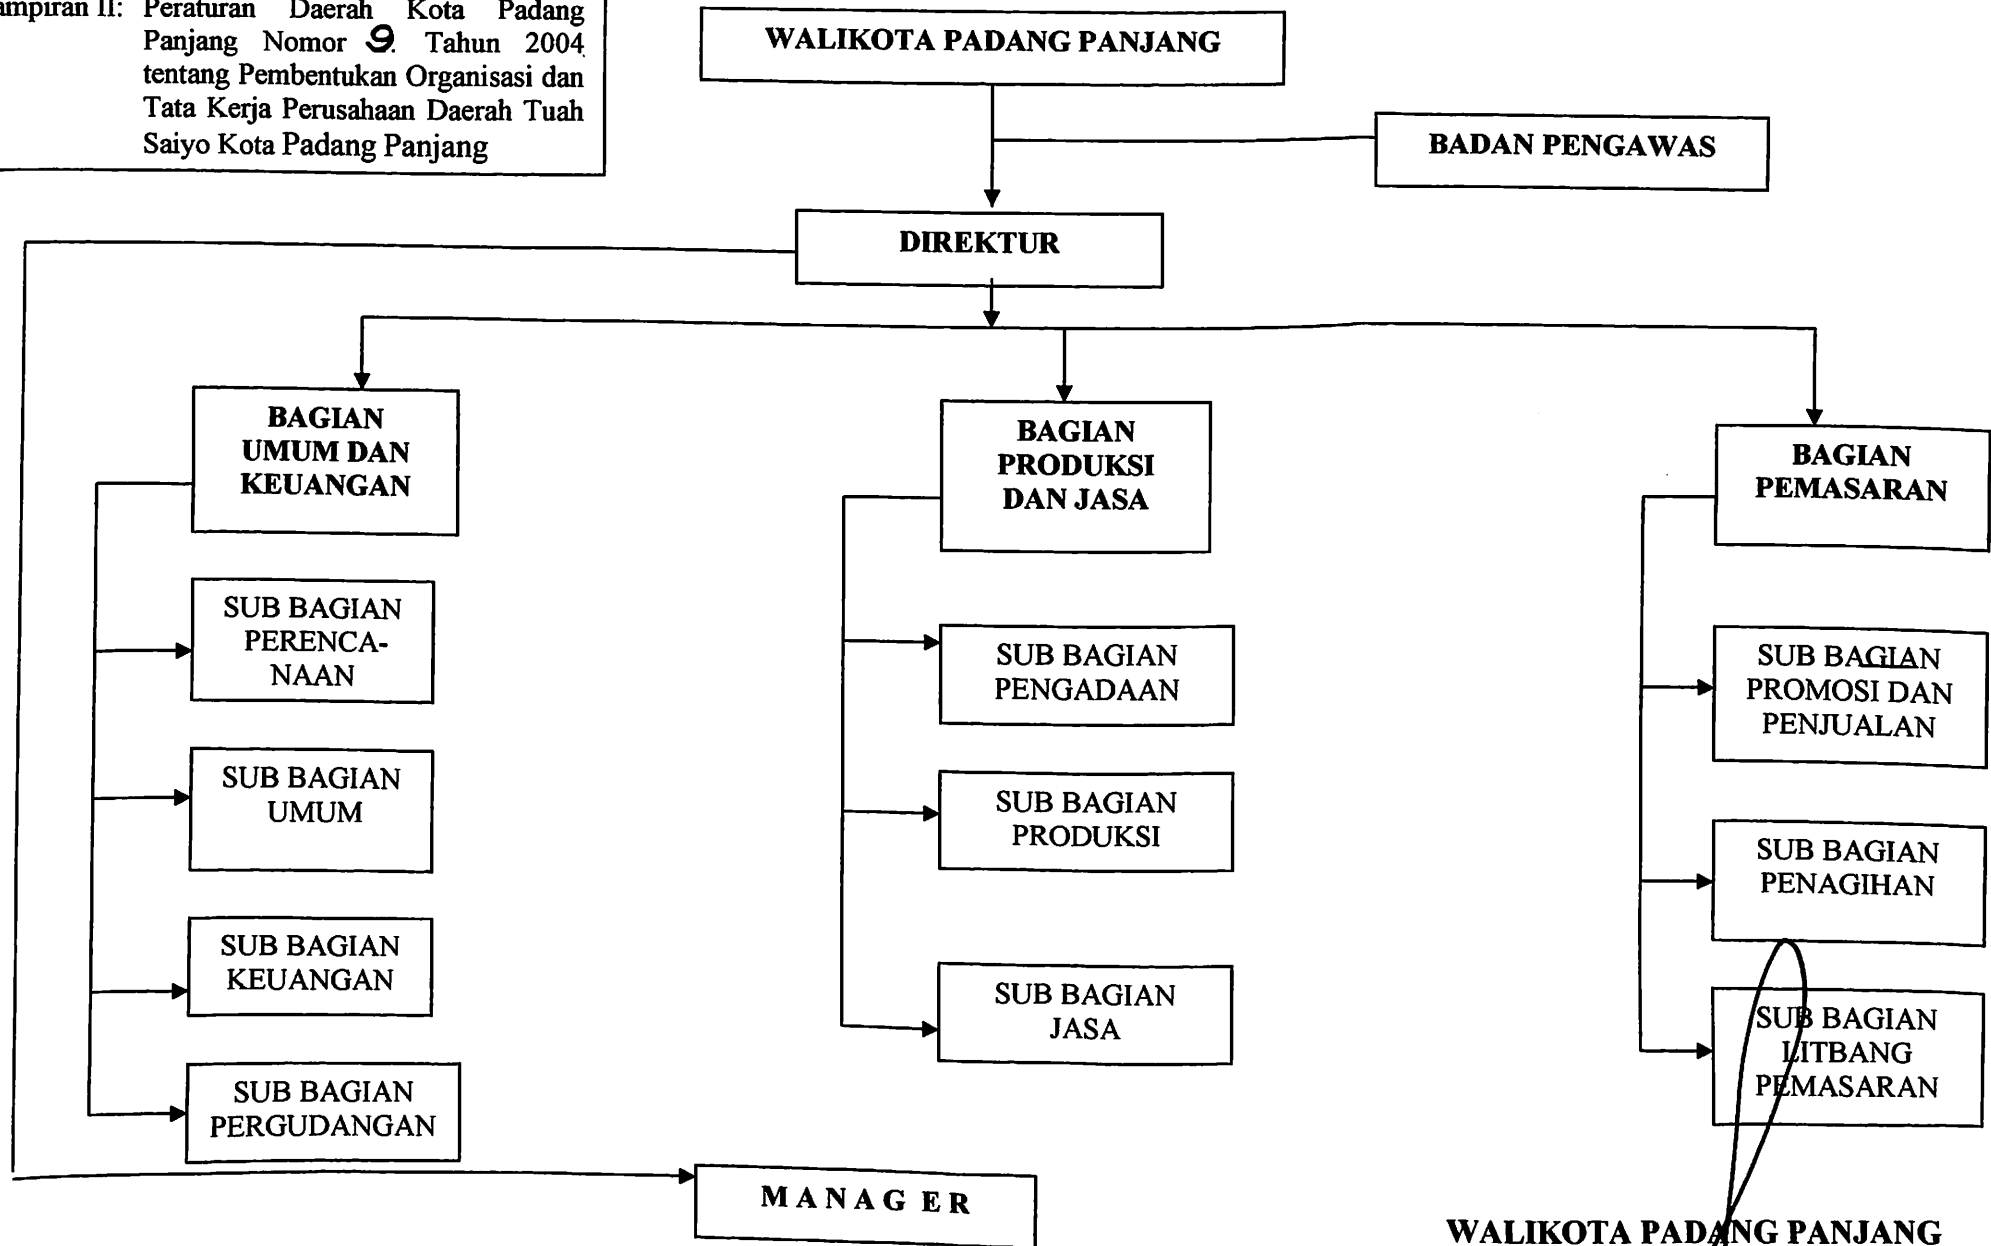 ampiran II: Peraturan Daerah Kota Padang
Panjang Nomor 9. Tahun 2004
tentang Pembentukan Organisasi dan
Tata Kerja Perusahaan Daerah Tuah
Saiyo Kota Padang Panjang
WALIKOTA PADANG PANJANG
BADAN PENGAWAS
DIREKTUR
BAGIAN
UMUM DAN
KEUANGAN
SUB BAGIAN
PERENCA-
NAAN
SUB BAGIAN
UMUM
SUB BAGIAN
KEUANGAN
SUB BAGIAN
PERGUDANGAN
BAGIAN
PRODUKSI
DAN JASA
SUB BAGIAN
PENGADAAN
SUB BAGIAN
PRODUKSI
SUB BAGIAN
JASA
BAGIAN
PEMASARAN
SUB BAGIAN
PROMOSI DAN
PENJUALAN
SUB BAGIAN
PENAGIHAN
SUB BAGIAN
LITBANG
PEMASARAN
M A N A G E R
WALIKOTA PADANG PANJANG